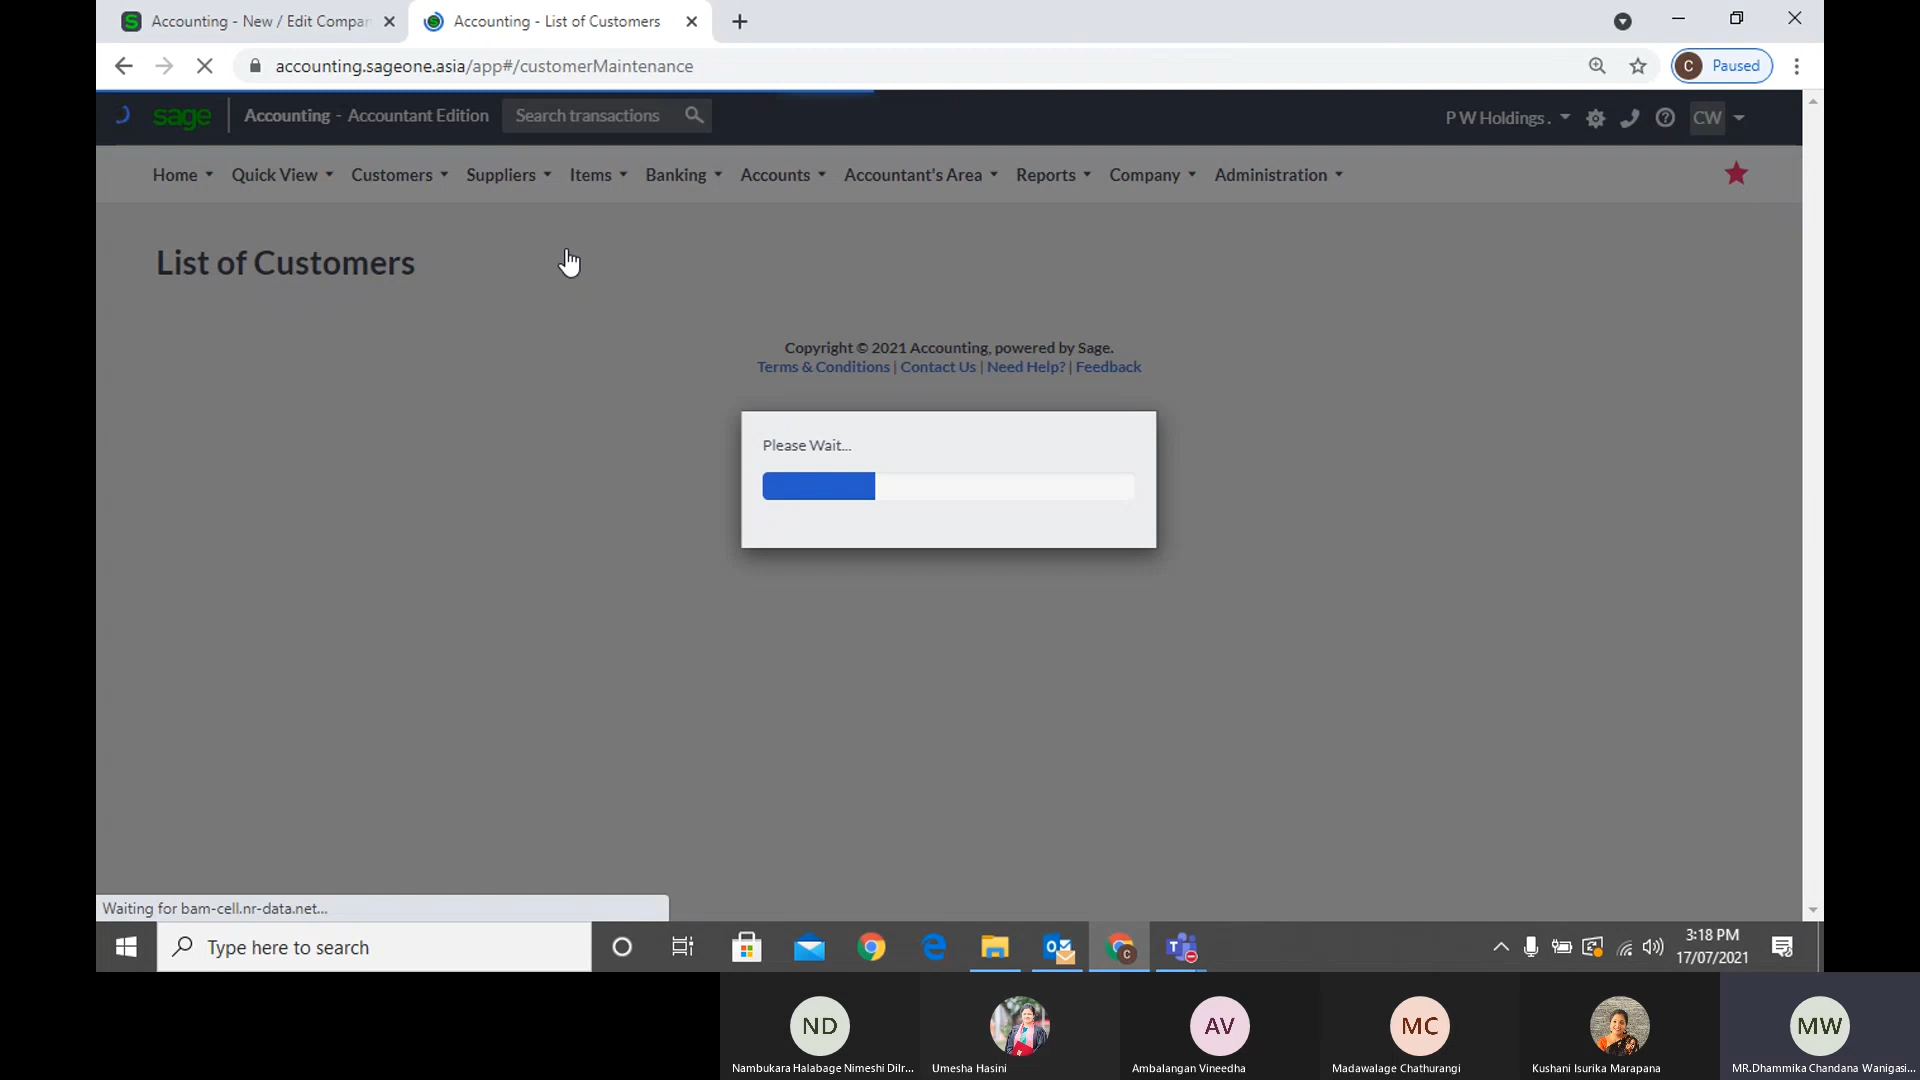 Accounting - New / Edit Compan
Accounting - List of Customers
accounting.sageone.asia/app#/customerMaintenance
C
Paused
sage
Accounting - Accountant Edition
Search transactions
P W Holdings .
CW
Home
Quick View
Customers
Suppliers
Items
Banking
Accounts
Accountant's Area
Reports
Company
Administration
List of Customers
Copyright © 2021 Accounting, powered by Sage.
Terms & Conditions | Contact Us | Need Help? | Feedback
Please Wait...
Waiting for bam-cell.nr-data.net...
Type here to search
3:18 PM
17/07/2021
ND
AV
MC
MW
Nambukara Halabage Nimeshi Dilr...
Umesha Hasini
Ambalangan Vineedha
Madawalage Chathurangi
Kushani Isurika Marapana
MR.Dhammika Chandana Wanigasi...